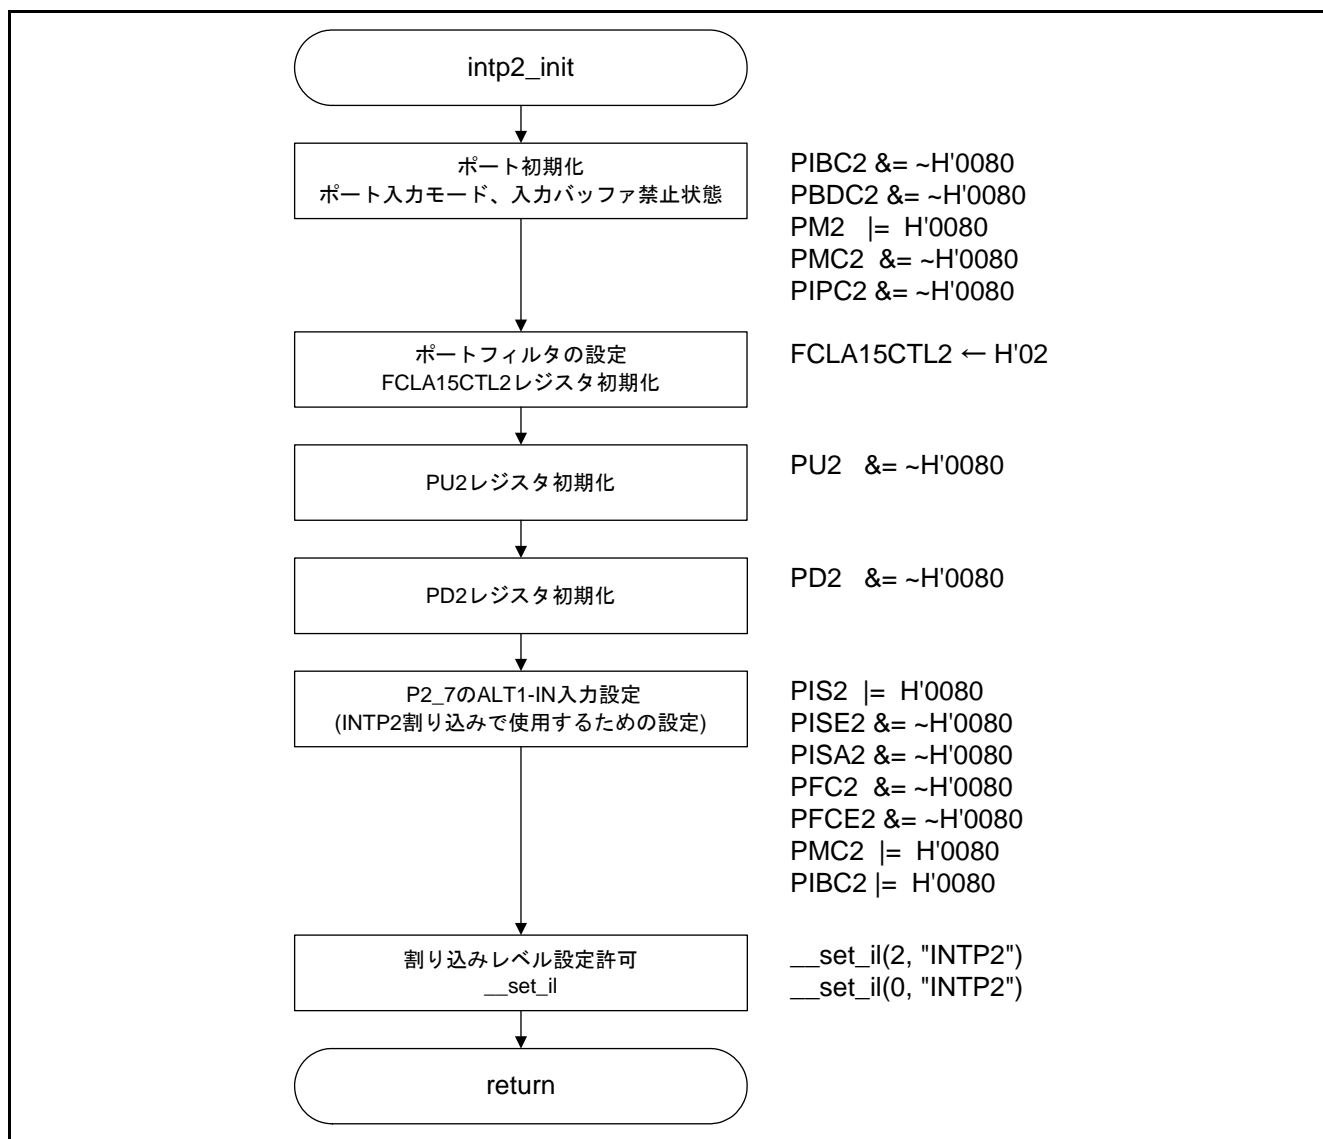 intp2_init
ポート初期化
ポート入力モード、入力バッファ禁止状態
PIBC2 &= ~H'0080
PBDC2 &= ~H'0080
PM2 |= H'0080
PMC2 &= ~H'0080
PIPC2 &= ~H'0080
ポートフィルタの設定
FCLA15CTL2レジスタ初期化
FCLA15CTL2 ← H'02
PU2レジスタ初期化
PU2 &= ~H'0080
PD2レジスタ初期化
PD2 &= ~H'0080
P2_7のALT1-IN入力設定
(INTP2割り込みで使用するための設定)
PIS2 |= H'0080
PISE2 &= ~H'0080
PISA2 &= ~H'0080
PFC2 &= ~H'0080
PFCE2 &= ~H'0080
PMC2 |= H'0080
PIBC2 |= H'0080
割り込みレベル設定許可
__set_il
__set_il(2, "INTP2")
__set_il(0, "INTP2")
return